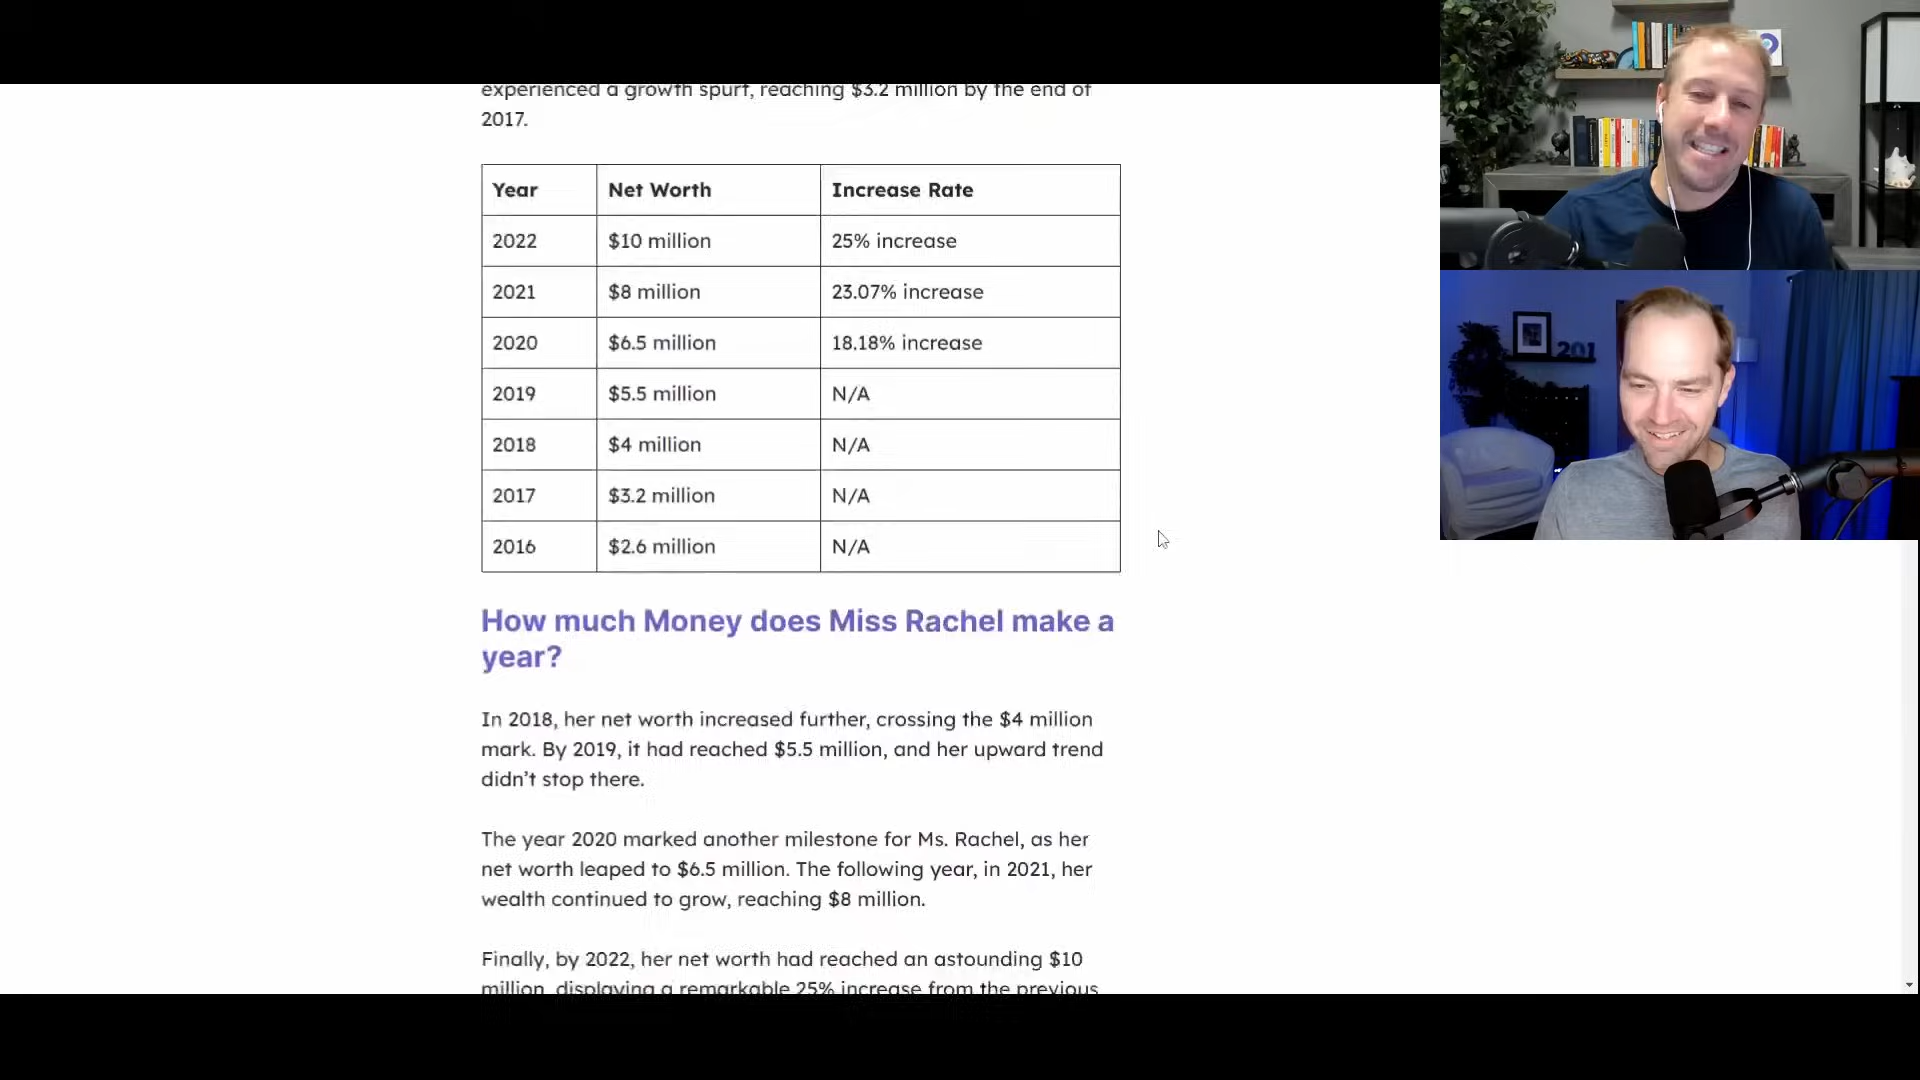 experienced a growth spurt, reaching $3.2 million by the end of
2017.
Year Net Worth Increase Rate
2022 $10 million 25% increase
2021 $8 million 23.07% increase
2020 $6.5 million 18.18% increase
2019 $5.5 million N/A
2018 $4 million N/A
2017 $3.2 million N/A
2016 $2.6 million N/A
How much Money does Miss Rachel make a
year?
In 2018, her net worth increased further, crossing the $4 million
mark. By 2019, it had reached $5.5 million, and her upward trend
didn’t stop there.
The year 2020 marked another milestone for Ms. Rachel, as her
net worth leaped to $6.5 million. The following year, in 2021, her
wealth continued to grow, reaching $8 million.
Finally, by 2022, her net worth had reached an astounding $10
million, displaying a remarkable 25% increase from the previous
201